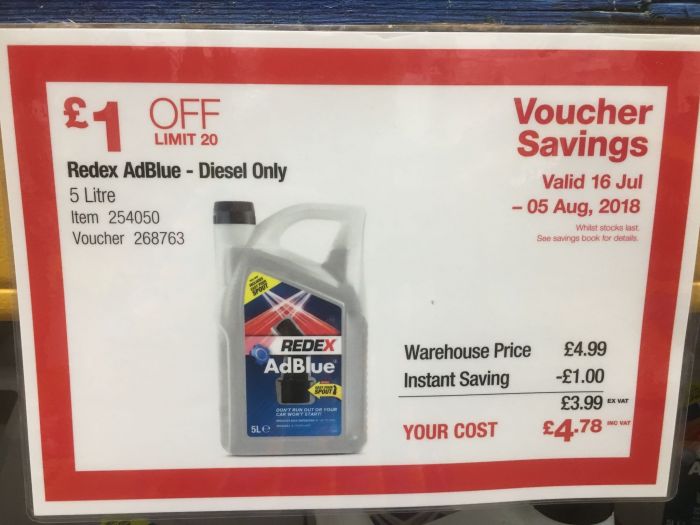 £1 OFF
LIMIT 20
Redex AdBlue - Diesel Only
5 Litre
Item 254050
Voucher 268763
Voucher
Savings
Valid 16 Jul
– 05 Aug, 2018
Whilst stocks last.
See savings book for details.
SPOUT
REDEX
AdBlue
SPOUT
DON'T RUN OUT OR YOUR
CAR WON'T START!
5L℮
Warehouse Price £4.99
Instant Saving -£1.00
£3.99 EX VAT
YOUR COST £4.78 INC VAT